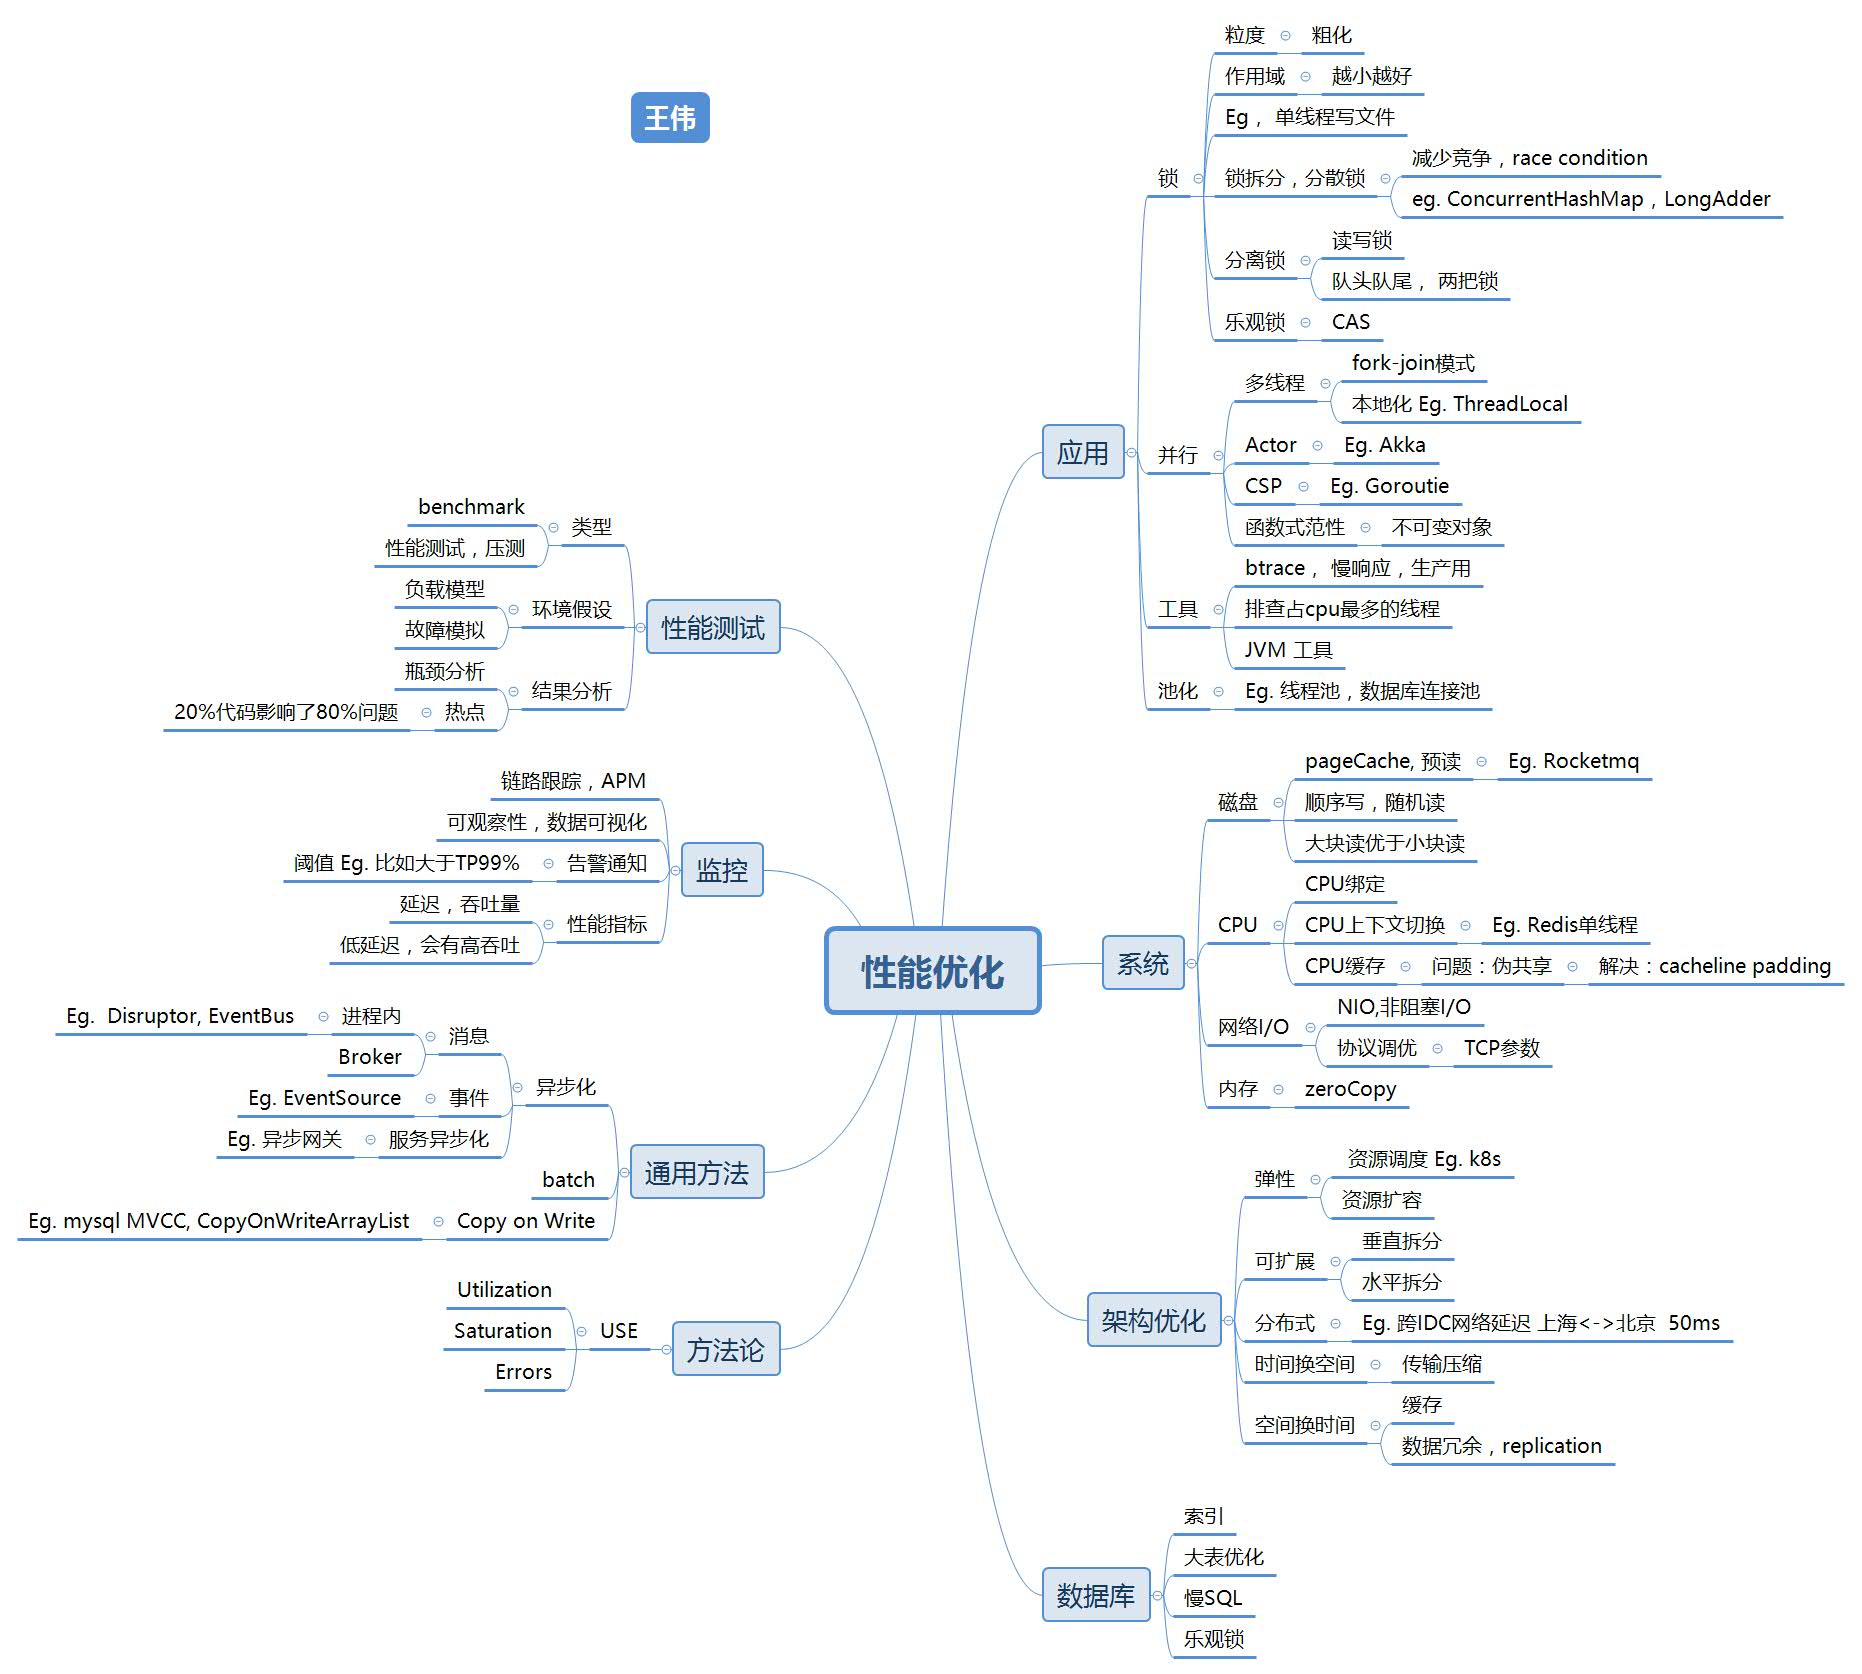 王伟
性能优化
应用
锁
粒度
粗化
作用域
越小越好
Eg， 单线程写文件
锁拆分，分散锁
减少竞争，race condition
eg. ConcurrentHashMap，LongAdder
分离锁
读写锁
队头队尾， 两把锁
乐观锁
CAS
并行
多线程
fork-join模式
本地化 Eg. ThreadLocal
Actor
Eg. Akka
CSP
Eg. Goroutie
函数式范性
不可变对象
工具
btrace， 慢响应，生产用
排查占cpu最多的线程
JVM 工具
池化
Eg. 线程池，数据库连接池
系统
磁盘
pageCache, 预读
Eg. Rocketmq
顺序写，随机读
大块读优于小块读
CPU
CPU绑定
CPU上下文切换
Eg. Redis单线程
CPU缓存
问题：伪共享
解决：cacheline padding
网络I/O
NIO,非阻塞I/O
协议调优
TCP参数
内存
zeroCopy
架构优化
弹性
资源调度 Eg. k8s
资源扩容
可扩展
垂直拆分
水平拆分
分布式
Eg. 跨IDC网络延迟 上海<->北京  50ms
时间换空间
传输压缩
空间换时间
缓存
数据冗余，replication
数据库
索引
大表优化
慢SQL
乐观锁
性能测试
类型
benchmark
性能测试，压测
环境假设
负载模型
故障模拟
结果分析
瓶颈分析
热点
20%代码影响了80%问题
监控
链路跟踪，APM
可观察性，数据可视化
告警通知
阈值 Eg. 比如大于TP99%
性能指标
延迟，吞吐量
低延迟，会有高吞吐
通用方法
异步化
消息
进程内
Eg.  Disruptor, EventBus
Broker
事件
Eg. EventSource
服务异步化
Eg. 异步网关
batch
Copy on Write
Eg. mysql MVCC, CopyOnWriteArrayList
方法论
USE
Utilization
Saturation
Errors